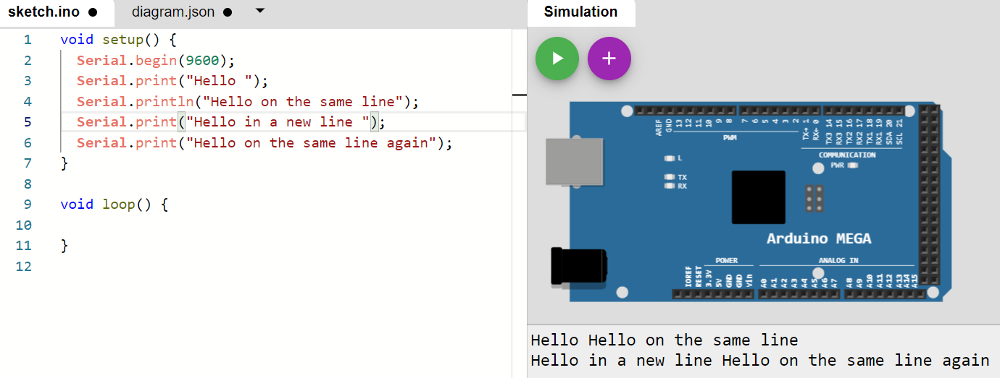 sketch.ino ● diagram.json ●
1 void setup() {
2 Serial.begin(9600);
3 Serial.print("Hello ");
4 Serial.println("Hello on the same line");
5 Serial.print("Hello in a new line ");
6 Serial.print("Hello on the same line again");
7 }
8
9 void loop() {
10
11 }
12
Simulation
AREF GND 13 12 11 10 9 8 7 6 5 4 3 2 TX→1 RX←0 TX3 14 RX3 15 TX2 16 RX2 17 TX1 18 RX1 19 SDA 20 SCL 21
PWM
COMMUNICATION
L
PWR
TX
RX
Arduino MEGA
POWER ANALOG IN
IOREF RESET 3.3V 5V GND GND Vin A0 A1 A2 A3 A4 A5 A6 A7 A8 A9 A10 A11 A12 A13 A14 A15
Hello Hello on the same line
Hello in a new line Hello on the same line again